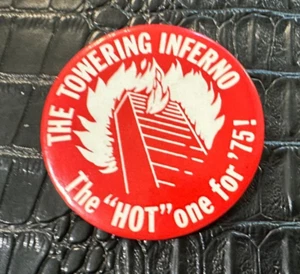 THE TOWERING INFERNO
The "HOT" one for '75!